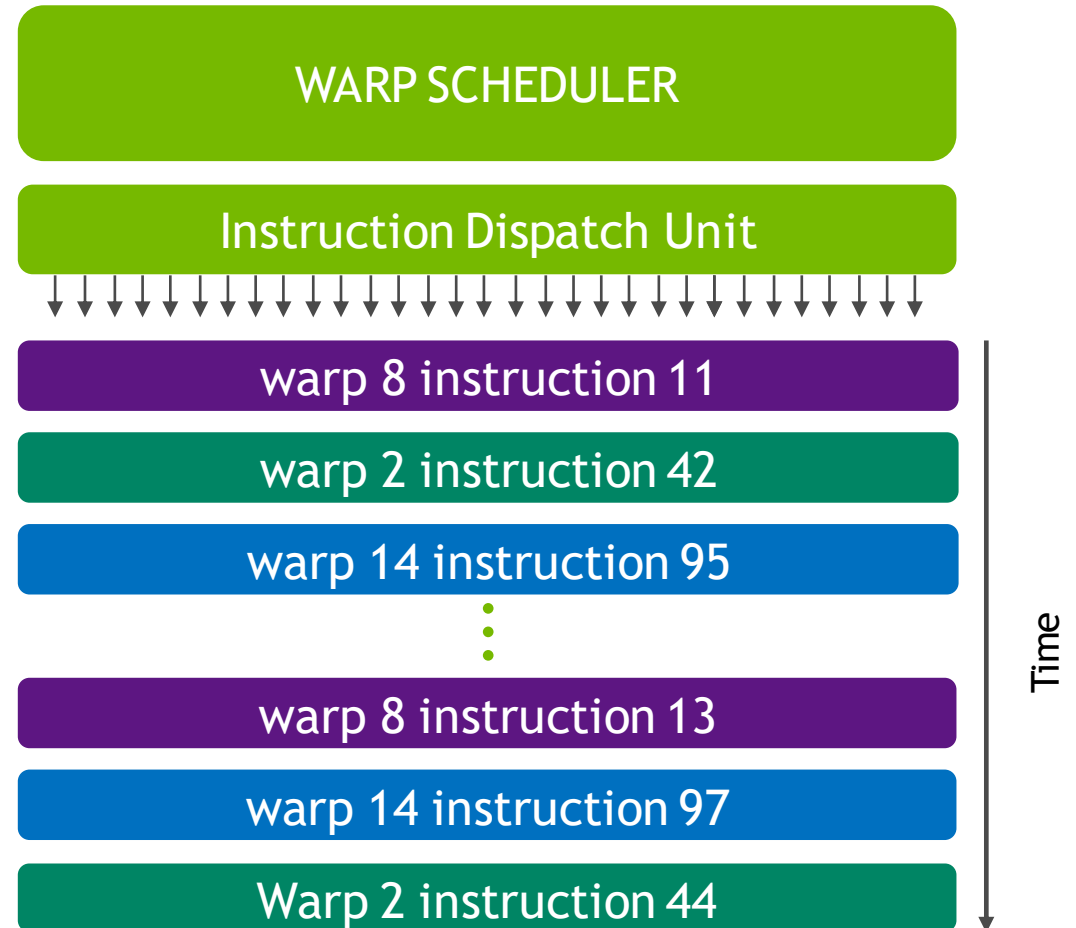 WARP SCHEDULER
Instruction Dispatch Unit
warp 8 instruction 11
warp 2 instruction 42
warp 14 instruction 95
warp 8 instruction 13
warp 14 instruction 97
Warp 2 instruction 44
Time